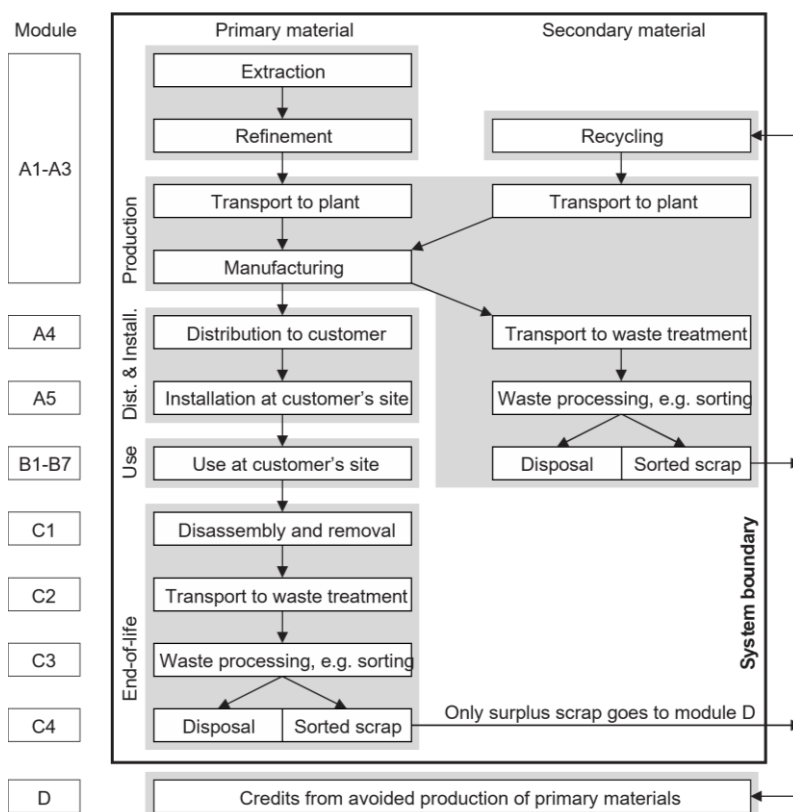 Module
Primary material
Secondary material
A1-A3
Production
Extraction
Refinement
Recycling
Transport to plant
Transport to plant
Manufacturing
A4
Dist. & Install.
Distribution to customer
Transport to waste treatment
A5
Installation at customer's site
Waste processing, e.g. sorting
B1-B7
Use
Use at customer's site
Disposal
Sorted scrap
C1
End-of-life
Disassembly and removal
System boundary
C2
Transport to waste treatment
C3
Waste processing, e.g. sorting
C4
Disposal
Sorted scrap
Only surplus scrap goes to module D
D
Credits from avoided production of primary materials